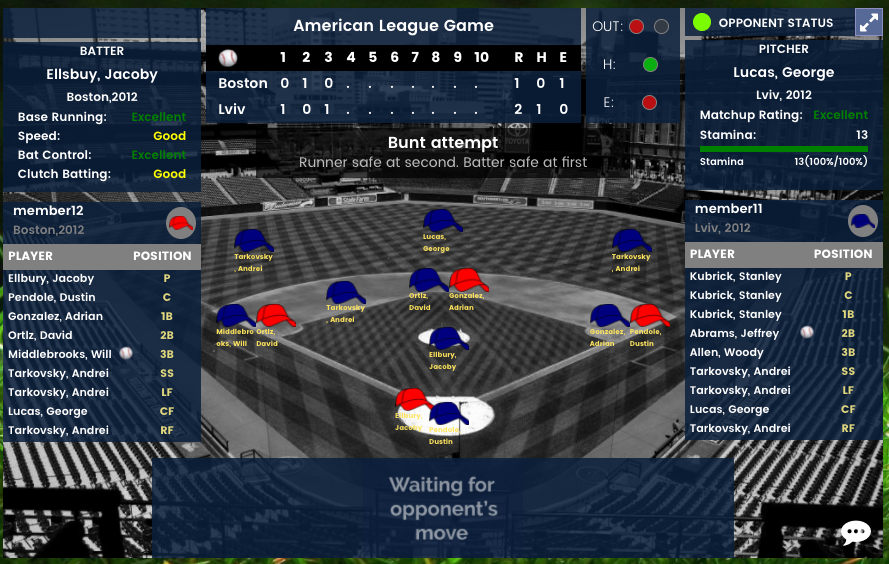 American League Game
1 2 3 4 5 6 7 8 9 10 R H E
Boston 0 1 0 . . . . . . . 1 0 1
Lviv 1 0 1 . . . . . . . 2 1 0
OUT:
H:
E:
OPPONENT STATUS
BATTER
Ellsbuy, Jacoby
Boston,2012
Base Running: Excellent
Speed: Good
Bat Control: Excellent
Clutch Batting: Good
Bunt attempt
Runner safe at second. Batter safe at first
PITCHER
Lucas, George
Lviv, 2012
Matchup Rating: Excellent
Stamina: 13
Stamina 13(100%/100%)
member12
Boston,2012
PLAYER POSITION
Ellbury, Jacoby P
Pendole, Dustin C
Gonzalez, Adrian 1B
Ortlz, David 2B
Middlebrooks, Will 3B
Tarkovsky, Andrei SS
Tarkovsky, Andrei LF
Lucas, George CF
Tarkovsky, Andrei RF
member11
Lviv, 2012
PLAYER POSITION
Kubrick, Stanley P
Kubrick, Stanley C
Kubrick, Stanley 1B
Abrams, Jeffrey 2B
Allen, Woody 3B
Tarkovsky, Andrei SS
Tarkovsky, Andrei LF
Lucas, George CF
Tarkovsky, Andrei RF
Lucas,
George
Tarkovsky
, Andrei
Tarkovsky
, Andrei
Tarkovsky
, Andrei
Ortlz,
David
Gonzalez,
Adrian
Middlebro
oks, Will
Ortlz,
David
Gonzalez,
Adrian
Pendole,
Dustin
Ellbury,
Jacoby
Pendole,
Dustin
Waiting for
opponent's
move